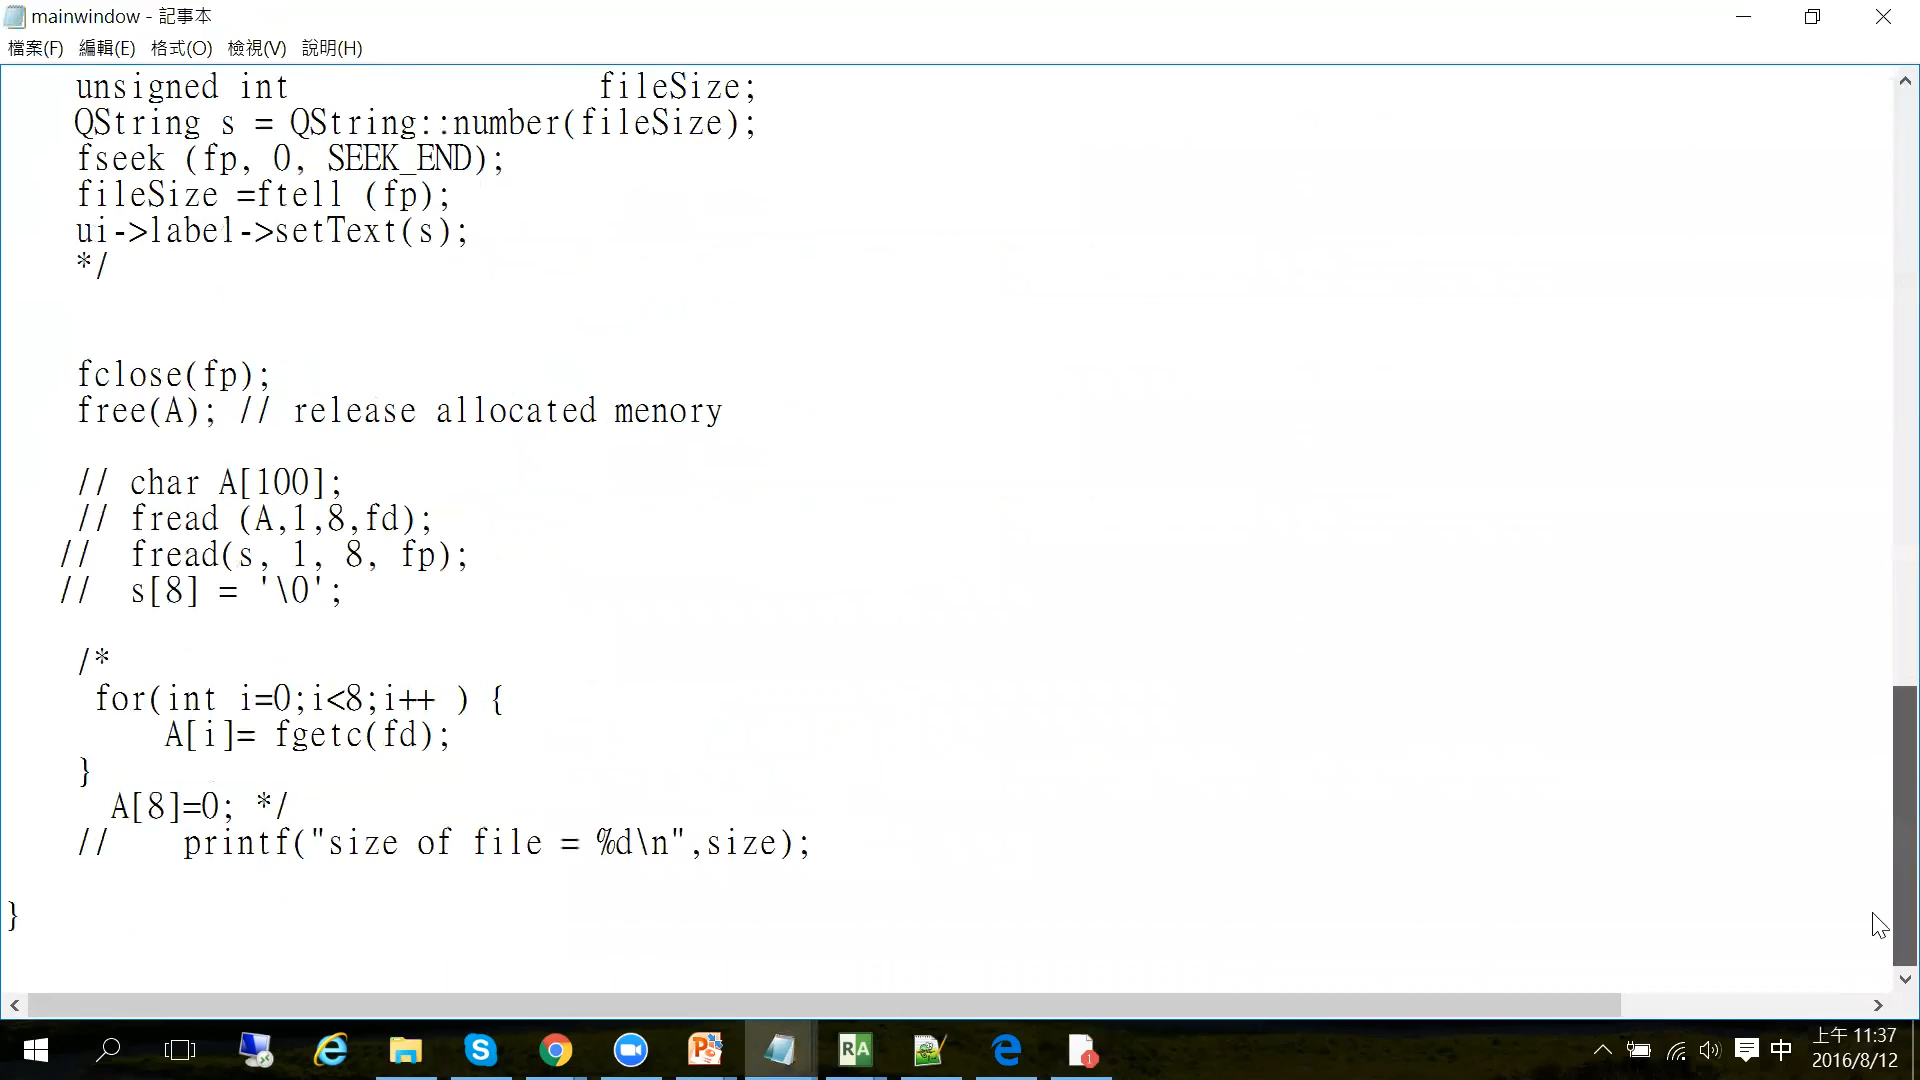 mainwindow - 記事本
檔案(F) 編輯(E) 格式(O) 檢視(V) 說明(H)
unsigned int fileSize;
QString s = QString::number(fileSize);
fseek (fp, 0, SEEK_END);
fileSize =ftell (fp);
ui->label->setText(s);
*/
fclose(fp);
free(A); // release allocated menory
// char A[100];
// fread (A,1,8,fd);
// fread(s, 1, 8, fp);
// s[8] = '\0';
/*
for(int i=0;i<8;i++ ) {
A[i]= fgetc(fd);
}
A[8]=0; */
// printf("size of file = %d\n",size);
}
RA
1
中
上午 11:37
2016/8/12